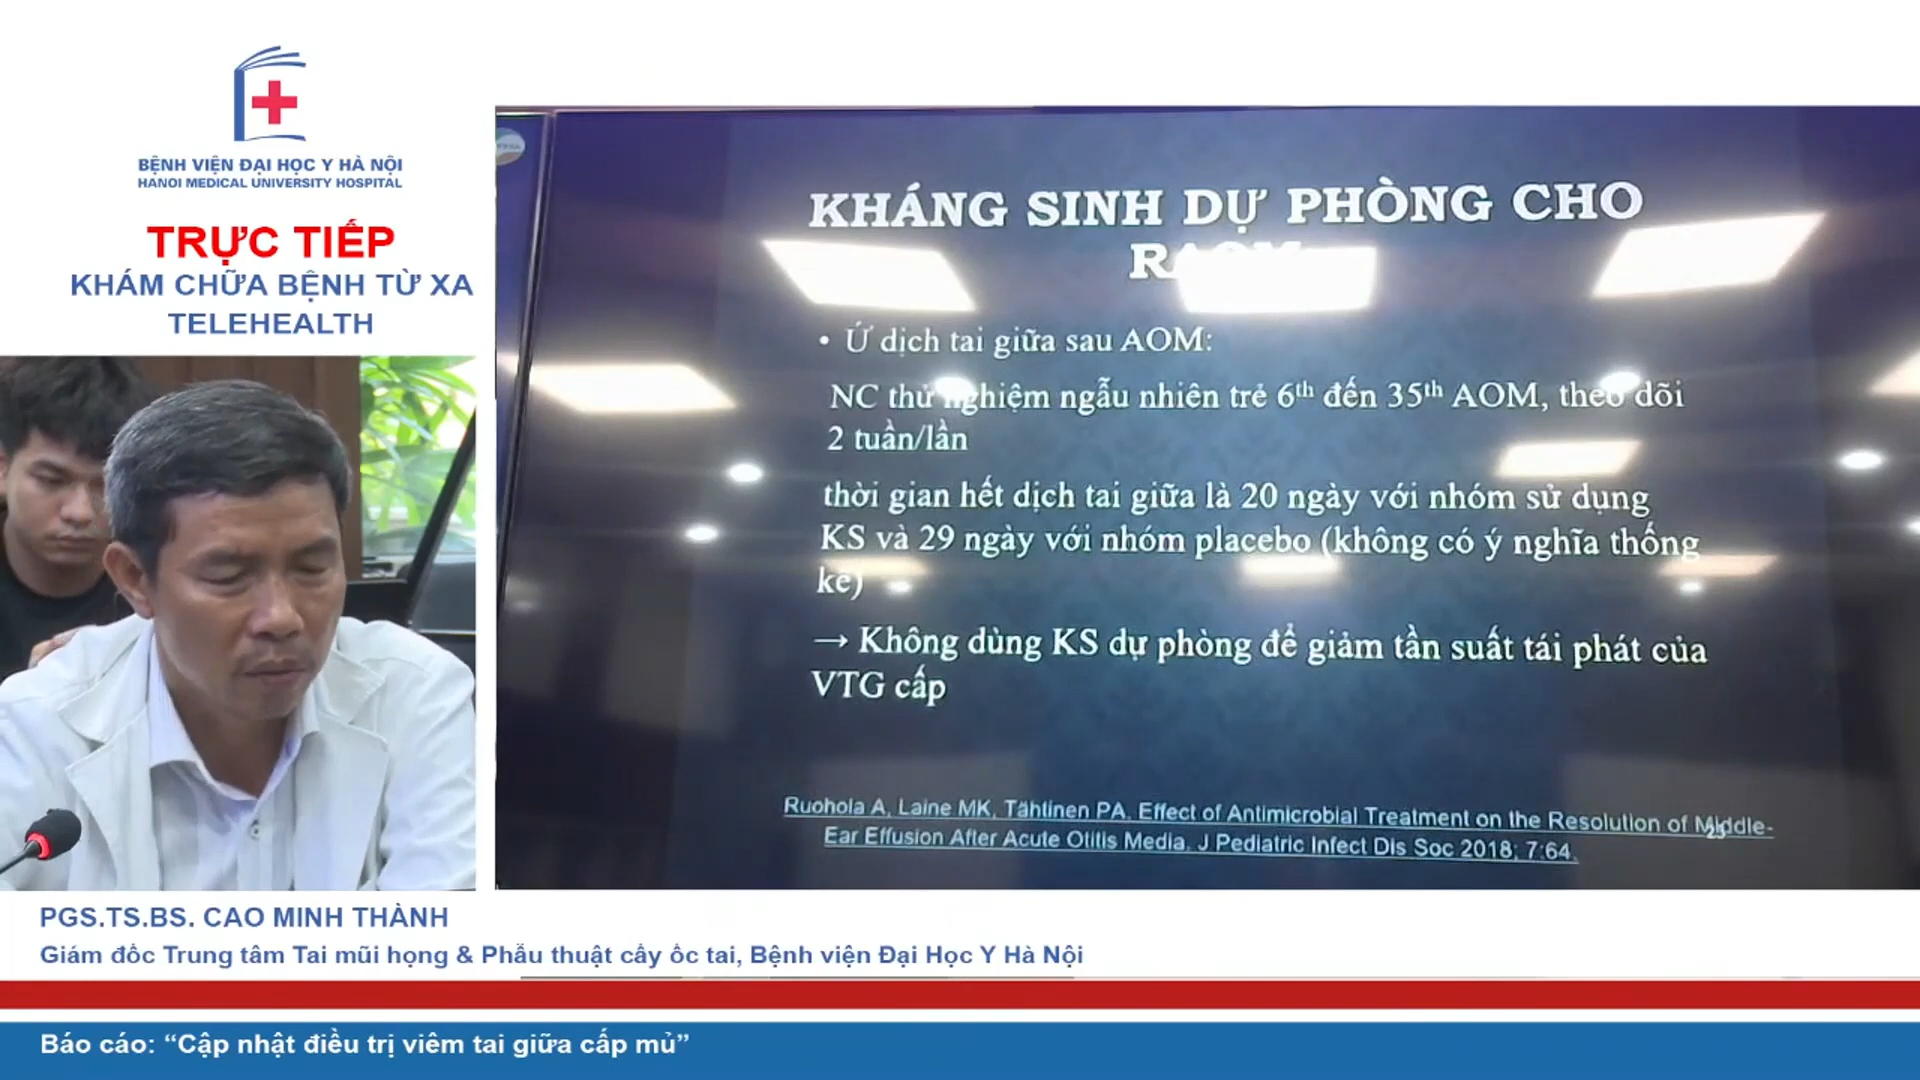 BỆNH VIỆN ĐẠI HỌC Y HÀ NỘI
HANOI MEDICAL UNIVERSITY HOSPITAL
TRỰC TIẾP
KHÁM CHỮA BỆNH TỪ XA
TELEHEALTH
KHÁNG SINH DỰ PHÒNG CHO
RAOM
• Ứ dịch tai giữa sau AOM:
NC thử nghiệm ngẫu nhiên trẻ 6th đến 35th AOM, theo dõi
2 tuần/lần
thời gian hết dịch tai giữa là 20 ngày với nhóm sử dụng
KS và 29 ngày với nhóm placebo (không có ý nghĩa thống
kê)
→ Không dùng KS dự phòng để giảm tần suất tái phát của
VTG cấp
Ruohola A, Laine MK, Tähtinen PA. Effect of Antimicrobial Treatment on the Resolution of Middle-
Ear Effusion After Acute Otitis Media. J Pediatric Infect Dis Soc 2018; 7:64.
PGS.TS.BS. CAO MINH THÀNH
Giám đốc Trung tâm Tai mũi họng & Phẫu thuật cấy ốc tai, Bệnh viện Đại Học Y Hà Nội
Báo cáo: “Cập nhật điều trị viêm tai giữa cấp mủ”